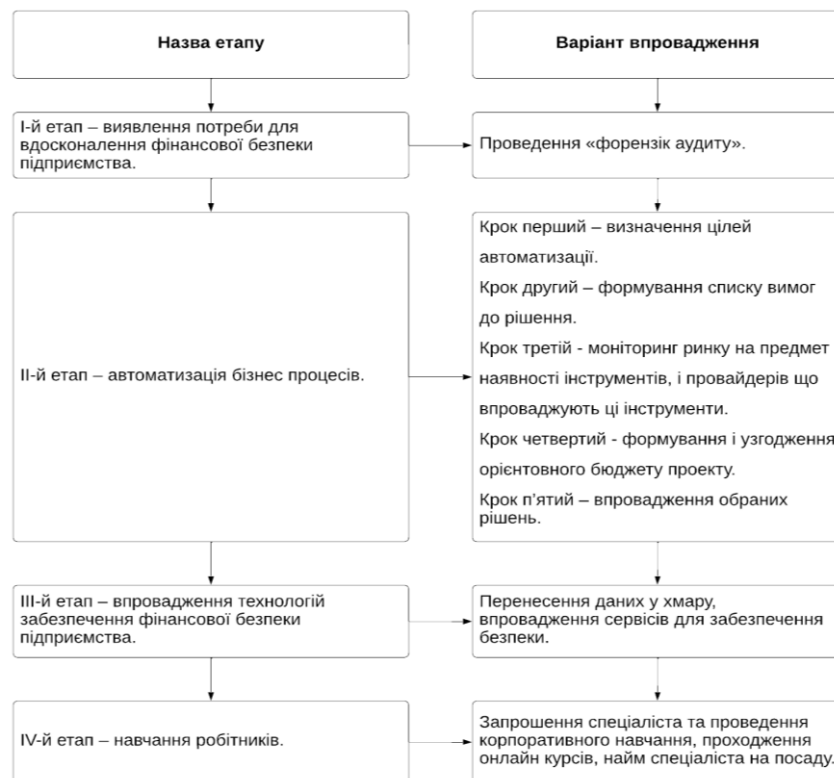 Назва етапу
Варіант впровадження
І-й етап – виявлення потреби для
вдосконалення фінансової безпеки
підприємства.
Проведення «форензік аудиту».
ІІ-й етап – автоматизація бізнес процесів.
Крок перший – визначення цілей
автоматизації.
Крок другий – формування списку вимог
до рішення.
Крок третій - моніторинг ринку на предмет
наявності інструментів, і провайдерів що
впроваджують ці інструменти.
Крок четвертий - формування і узгодження
орієнтовного бюджету проекту.
Крок п’ятий – впровадження обраних
рішень.
ІІІ-й етап – впровадження технологій
забезпечення фінансової безпеки
підприємства.
Перенесення даних у хмару,
впровадження сервісів для забезпечення
безпеки.
IV-й етап – навчання робітників.
Запрошення спеціаліста та проведення
корпоративного навчання, проходження
онлайн курсів, найм спеціаліста на посаду.